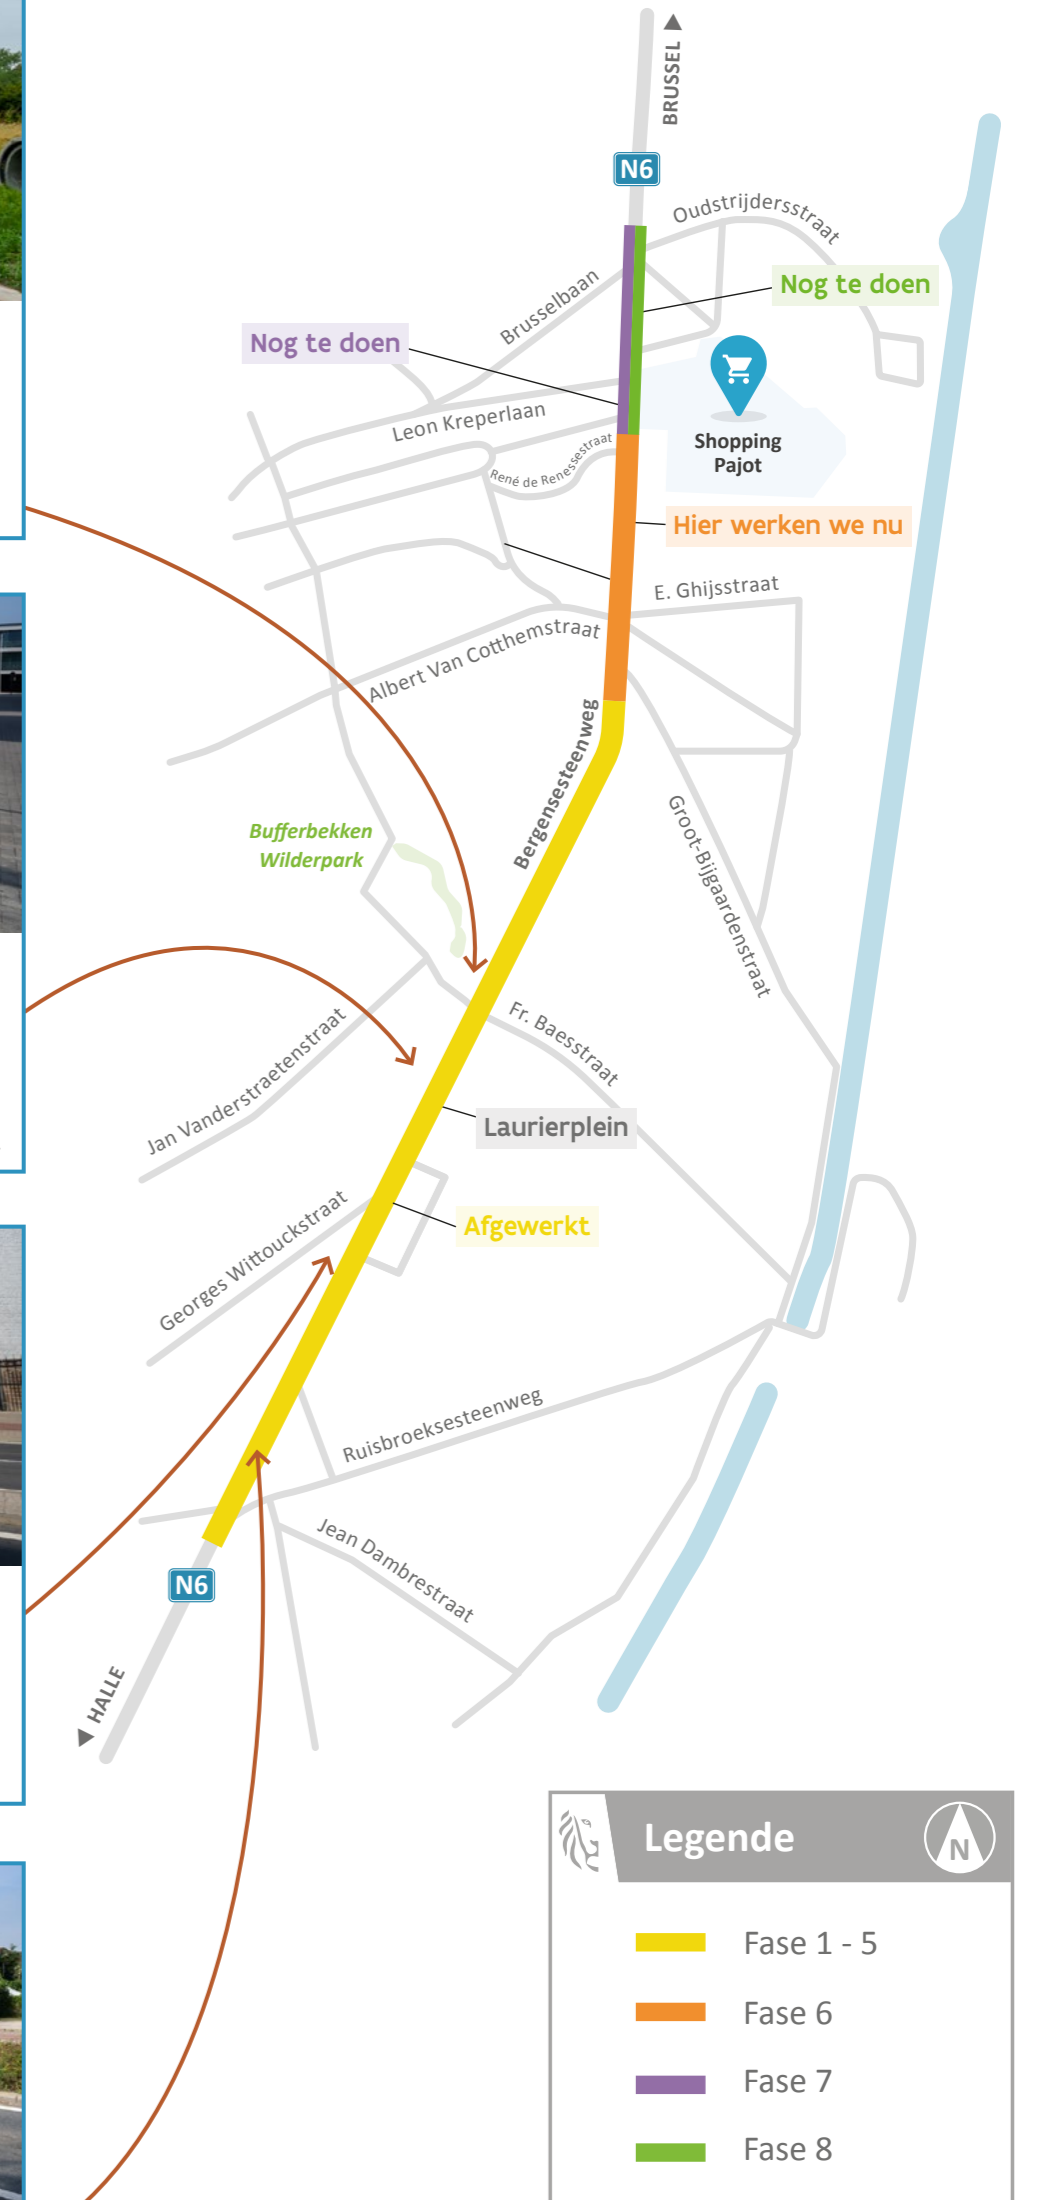 BRUSSEL ▲
N6
Oudstrijdersstraat
Brusselbaan
Nog te doen
Nog te doen
Leon Kreperlaan
Shopping
Pajot
René de Renessestraat
Hier werken we nu
E. Ghijsstraat
Albert Van Cotthemstraat
Bergensesteenweg
Groot-Bijgaardenstraat
Bufferbekken
Wilderpark
Fr. Baesstraat
Jan Vanderstraetenstraat
Laurierplein
Georges Wittouckstraat
Afgewerkt
Ruisbroeksesteenweg
Jean Dambrestraat
N6
◀ HALLE
Legende
N
Fase 1 - 5
Fase 6
Fase 7
Fase 8